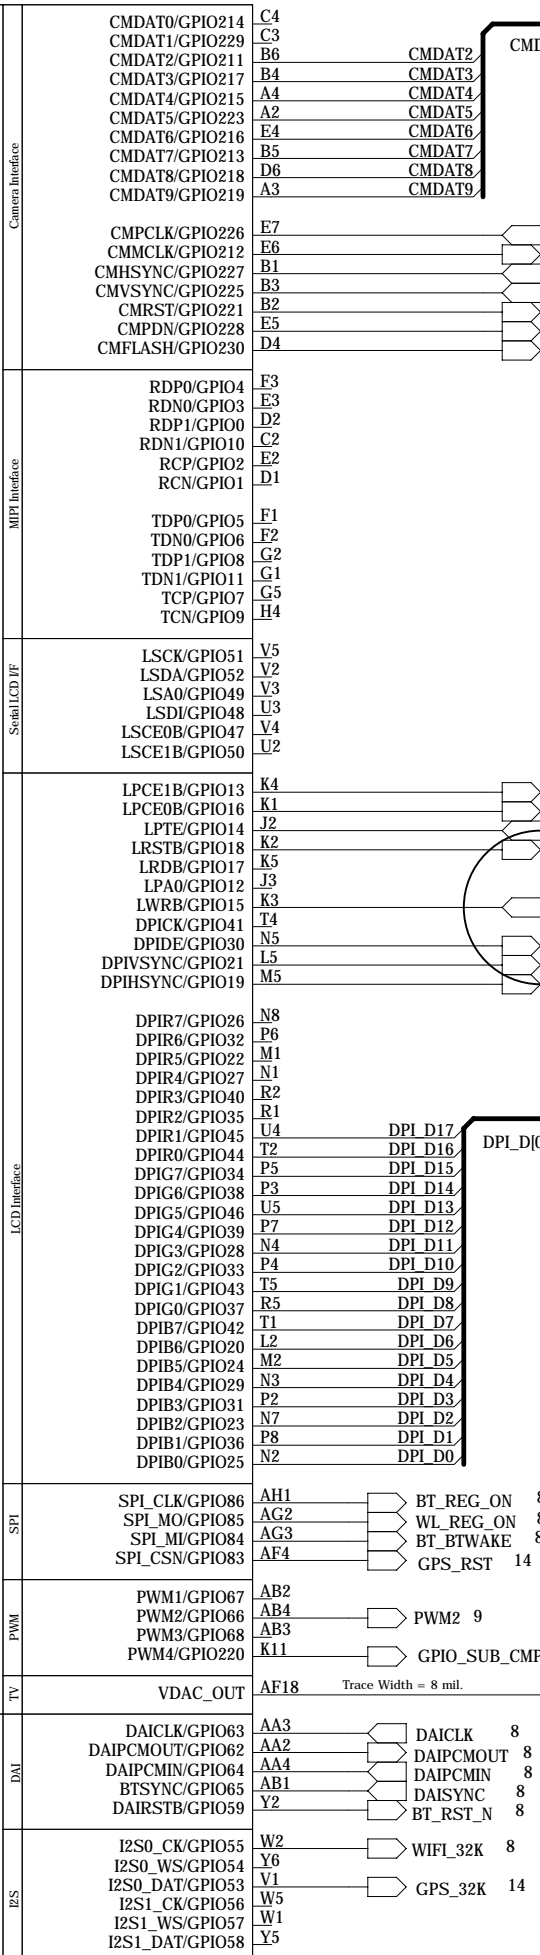 Camera Interface
CMDAT0/GPIO214 C4
CMDAT1/GPIO229 C3
CMDAT2/GPIO211 B6 CMDAT2
CMDAT3/GPIO217 B4 CMDAT3
CMDAT4/GPIO215 A4 CMDAT4
CMDAT5/GPIO223 A2 CMDAT5
CMDAT6/GPIO216 E4 CMDAT6
CMDAT7/GPIO213 B5 CMDAT7
CMDAT8/GPIO218 D6 CMDAT8
CMDAT9/GPIO219 A3 CMDAT9
CMPCLK/GPIO226 E7
CMMCLK/GPIO212 E6
CMHSYNC/GPIO227 B1
CMVSYNC/GPIO225 B3
CMRST/GPIO221 B2
CMPDN/GPIO228 E5
CMFLASH/GPIO230 D4
MIPI Interface
RDP0/GPIO4 F3
RDN0/GPIO3 E3
RDP1/GPIO0 D2
RDN1/GPIO10 C2
RCP/GPIO2 E2
RCN/GPIO1 D1
TDP0/GPIO5 F1
TDN0/GPIO6 F2
TDP1/GPIO8 G2
TDN1/GPIO11 G1
TCP/GPIO7 G5
TCN/GPIO9 H4
Serial LCD I/F
LSCK/GPIO51 V5
LSDA/GPIO52 V2
LSA0/GPIO49 V3
LSDI/GPIO48 U3
LSCE0B/GPIO47 V4
LSCE1B/GPIO50 U2
LCD Interface
LPCE1B/GPIO13 K4
LPCE0B/GPIO16 K1
LPTE/GPIO14 J2
LRSTB/GPIO18 K2
LRDB/GPIO17 K5
LPA0/GPIO12 J3
LWRB/GPIO15 K3
DPICK/GPIO41 T4
DPIDE/GPIO30 N5
DPIVSYNC/GPIO21 L5
DPIHSYNC/GPIO19 M5
DPIR7/GPIO26 N8
DPIR6/GPIO32 P6
DPIR5/GPIO22 M1
DPIR4/GPIO27 N1
DPIR3/GPIO40 R2
DPIR2/GPIO35 R1
DPIR1/GPIO45 U4 DPI_D17
DPIR0/GPIO44 T2 DPI_D16
DPIG7/GPIO34 P5 DPI_D15
DPIG6/GPIO38 P3 DPI_D14
DPIG5/GPIO46 U5 DPI_D13
DPIG4/GPIO39 P7 DPI_D12
DPIG3/GPIO28 N4 DPI_D11
DPIG2/GPIO33 P4 DPI_D10
DPIG1/GPIO43 T5 DPI_D9
DPIG0/GPIO37 R5 DPI_D8
DPIB7/GPIO42 T1 DPI_D7
DPIB6/GPIO20 L2 DPI_D6
DPIB5/GPIO24 M2 DPI_D5
DPIB4/GPIO29 N3 DPI_D4
DPIB3/GPIO31 P2 DPI_D3
DPIB2/GPIO23 N7 DPI_D2
DPIB1/GPIO36 P8 DPI_D1
DPIB0/GPIO25 N2 DPI_D0
SPI
SPI_CLK/GPIO86 AH1 BT_REG_ON
SPI_MO/GPIO85 AG2 WL_REG_ON
SPI_MI/GPIO84 AG3 BT_BTWAKE
SPI_CSN/GPIO83 AF4 GPS_RST 14
PWM
PWM1/GPIO67 AB2
PWM2/GPIO66 AB4 PWM2 9
PWM3/GPIO68 AB3
PWM4/GPIO220 K11 GPIO_SUB_CMP
TV
VDAC_OUT AF18 Trace Width = 8 mil.
DAI
DAICLK/GPIO63 AA3 DAICLK 8
DAIPCMOUT/GPIO62 AA2 DAIPCMOUT 8
DAIPCMIN/GPIO64 AA4 DAIPCMIN 8
BTSYNC/GPIO65 AB1 DAISYNC 8
DAIRSTB/GPIO59 Y2 BT_RST_N 8
I2S
I2S0_CK/GPIO55 W2 WIFI_32K 8
I2S0_WS/GPIO54 Y6
I2S0_DAT/GPIO53 V1 GPS_32K 14
I2S1_CK/GPIO56 W5
I2S1_WS/GPIO57 W1
I2S1_DAT/GPIO58 Y5